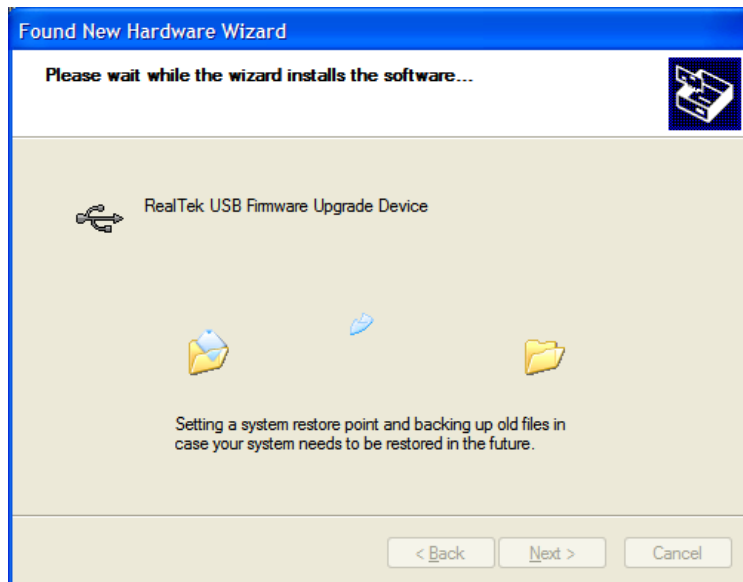 Found New Hardware Wizard
Please wait while the wizard installs the software...
RealTek USB Firmware Upgrade Device
Setting a system restore point and backing up old files in
case your system needs to be restored in the future.
< Back
Next >
Cancel